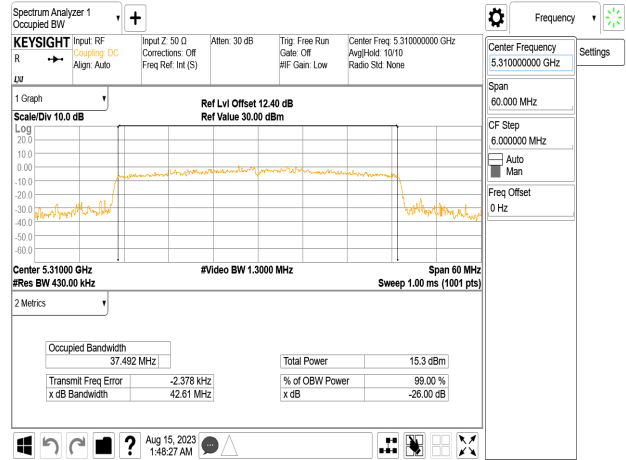 Spectrum Analyzer 1
Occupied BW
Frequency
KEYSIGHT
R
Input: RF
Coupling: DC
Align: Auto
Input Z: 50 Ω
Corrections: Off
Freq Ref: Int (S)
Atten: 30 dB
Trig: Free Run
Gate: Off
#IF Gain: Low
Center Freq: 5.310000000 GHz
Avg|Hold: 10/10
Radio Std: None
Center Frequency
5.310000000 GHz
Settings
Span
60.000 MHz
CF Step
6.000000 MHz
Auto
Man
Freq Offset
0 Hz
1 Graph
Scale/Div 10.0 dB
Ref Lvl Offset 12.40 dB
Ref Value 30.00 dBm
Log
20.0
10.0
0.00
-10.0
-20.0
-30.0
-40.0
-50.0
-60.0
Center 5.31000 GHz
#Video BW 1.3000 MHz
Span 60 MHz
#Res BW 430.00 kHz
Sweep 1.00 ms (1001 pts)
2 Metrics
Occupied Bandwidth
37.492 MHz
Total Power 15.3 dBm
Transmit Freq Error -2.378 kHz
% of OBW Power 99.00 %
x dB Bandwidth 42.61 MHz
x dB -26.00 dB
?
Aug 15, 2023
1:48:27 AM